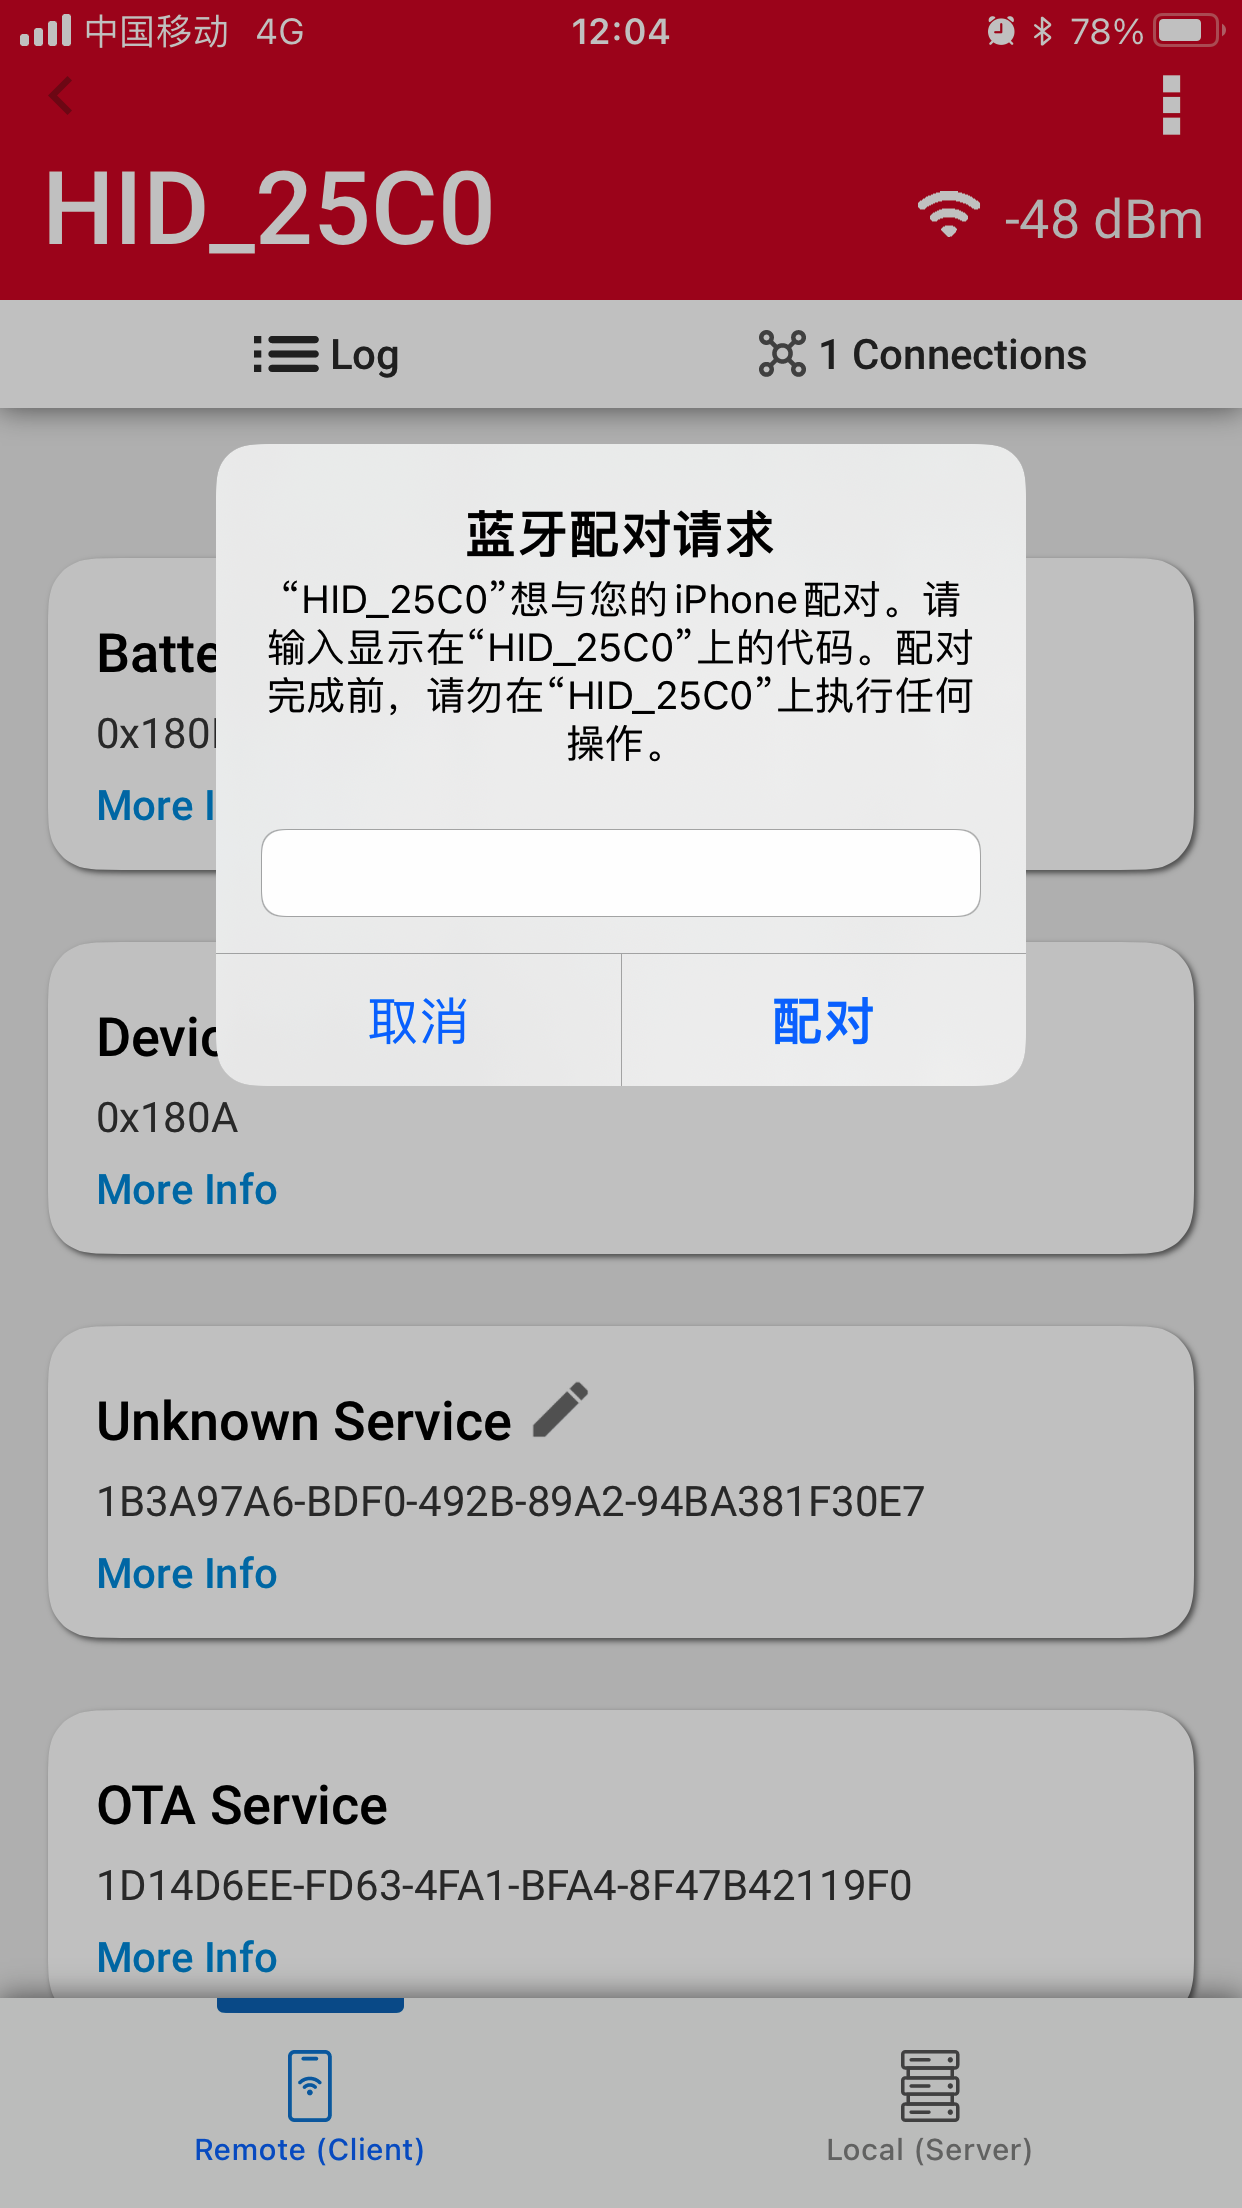 中国移动 4G 12:04 78%
HID_25C0 -48 dBm
Log 1 Connections
蓝牙配对请求
“HID_25C0”想与您的iPhone配对。请
输入显示在“HID_25C0”上的代码。配对
完成前，请勿在“HID_25C0”上执行任何
操作。
取消 配对
Batte
0x180
More I
Devic
0x180A
More Info
Unknown Service
1B3A97A6-BDF0-492B-89A2-94BA381F30E7
More Info
OTA Service
1D14D6EE-FD63-4FA1-BFA4-8F47B42119F0
More Info
Remote (Client) Local (Server)